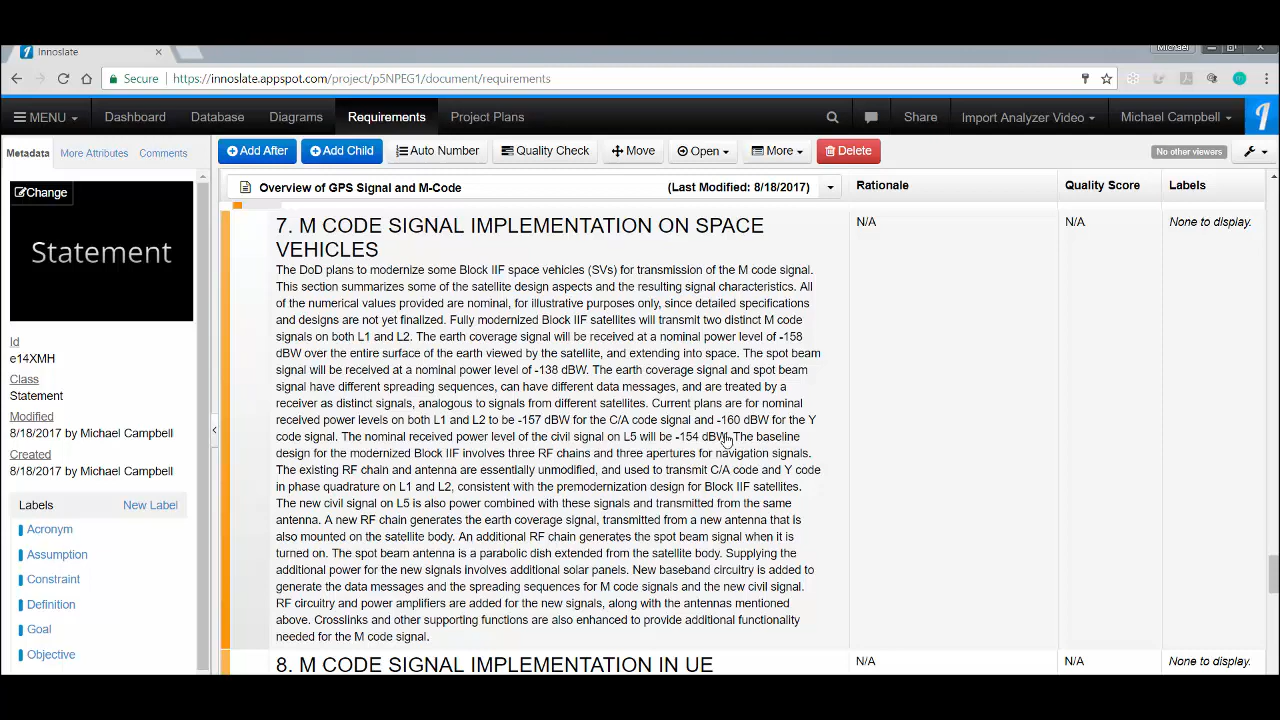 Innoslate
Michael
Secure
https://innoslate.appspot.com/project/p5NPEG1/document/requirements
MENU
Dashboard
Database
Diagrams
Requirements
Project Plans
Share
Import Analyzer Video
Michael Campbell
Metadata
More Attributes
Comments
Add After
Add Child
Auto Number
Quality Check
Move
Open
More
Delete
No other viewers
Change
Statement
Id
e14XMH
Class
Statement
Modified
8/18/2017 by Michael Campbell
Created
8/18/2017 by Michael Campbell
Labels
New Label
Acronym
Assumption
Constraint
Definition
Goal
Objective
Overview of GPS Signal and M-Code
(Last Modified: 8/18/2017)
Rationale
Quality Score
Labels
7. M CODE SIGNAL IMPLEMENTATION ON SPACE
VEHICLES
N/A
N/A
None to display.
The DoD plans to modernize some Block IIF space vehicles (SVs) for transmission of the M code signal.
This section summarizes some of the satellite design aspects and the resulting signal characteristics. All
of the numerical values provided are nominal, for illustrative purposes only, since detailed specifications
and designs are not yet finalized. Fully modernized Block IIF satellites will transmit two distinct M code
signals on both L1 and L2. The earth coverage signal will be received at a nominal power level of -158
dBW over the entire surface of the earth viewed by the satellite, and extending into space. The spot beam
signal will be received at a nominal power level of -138 dBW. The earth coverage signal and spot beam
signal have different spreading sequences, can have different data messages, and are treated by a
receiver as distinct signals, analogous to signals from different satellites. Current plans are for nominal
received power levels on both L1 and L2 to be -157 dBW for the C/A code signal and -160 dBW for the Y
code signal. The nominal received power level of the civil signal on L5 will be -154 dBW. The baseline
design for the modernized Block IIF involves three RF chains and three apertures for navigation signals.
The existing RF chain and antenna are essentially unmodified, and used to transmit C/A code and Y code
in phase quadrature on L1 and L2, consistent with the premodernization design for Block IIF satellites.
The new civil signal on L5 is also power combined with these signals and transmitted from the same
antenna. A new RF chain generates the earth coverage signal, transmitted from a new antenna that is
also mounted on the satellite body. An additional RF chain generates the spot beam signal when it is
turned on. The spot beam antenna is a parabolic dish extended from the satellite body. Supplying the
additional power for the new signals involves additional solar panels. New baseband circuitry is added to
generate the data messages and the spreading sequences for M code signals and the new civil signal.
RF circuitry and power amplifiers are added for the new signals, along with the antennas mentioned
above. Crosslinks and other supporting functions are also enhanced to provide additional functionality
needed for the M code signal.
8. M CODE SIGNAL IMPLEMENTATION IN UE
N/A
N/A
None to display.